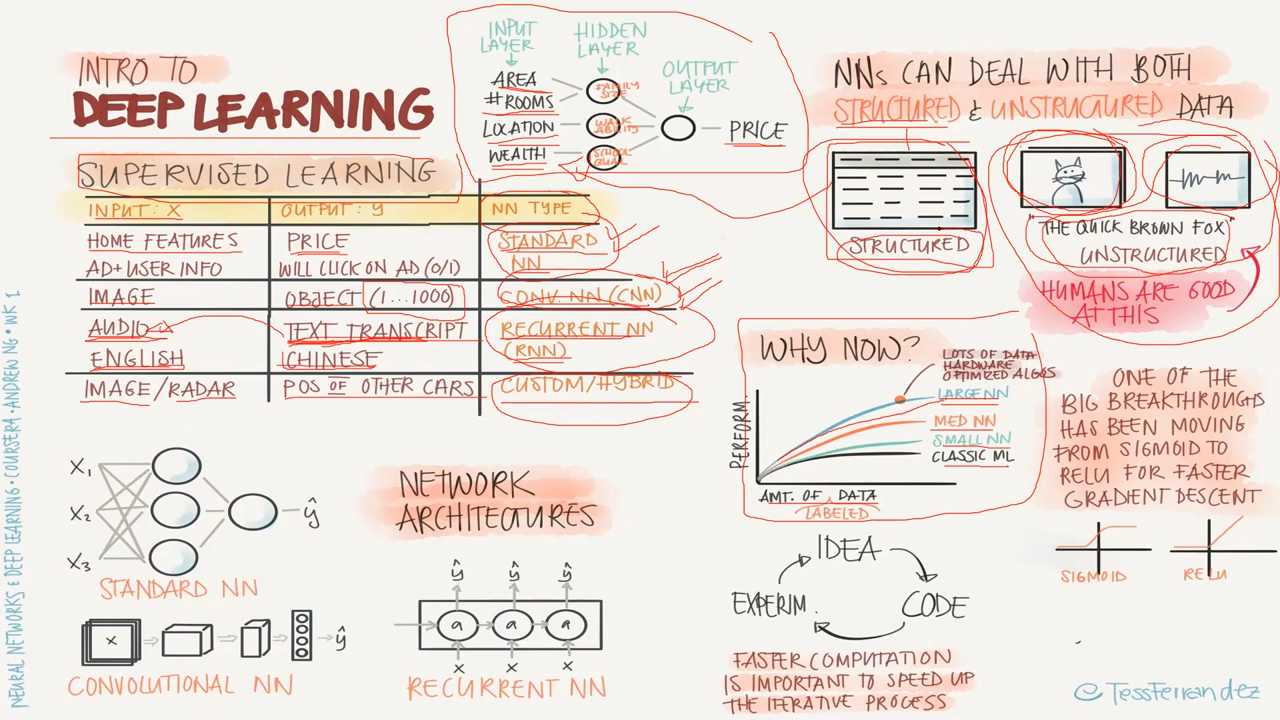 INTRO TO
DEEP LEARNING
SUPERVISED LEARNING
INPUT: X OUTPUT: Y NN TYPE
HOME FEATURES PRICE STANDARD
AD+USER INFO WILL CLICK ON AD (0/1) NN
IMAGE OBJECT (1...1000) CONV. NN (CNN)
AUDIO TEXT TRANSCRIPT RECURRENT NN
ENGLISH CHINESE (RNN)
IMAGE/RADAR POS OF OTHER CARS CUSTOM/HYBRID
INPUT
LAYER
HIDDEN
LAYER
OUTPUT
LAYER
AREA
# ROOMS
LOCATION
WEALTH
FAMILY
SIZE
WALK
ABILITY
SCHOOL
QUAL
PRICE
NNs CAN DEAL WITH BOTH
STRUCTURED & UNSTRUCTURED DATA
STRUCTURED
"THE QUICK BROWN FOX"
UNSTRUCTURED
HUMANS ARE GOOD
AT THIS
WHY NOW?
LOTS OF DATA
HARDWARE
OPTIMIZED ALGOS
LARGE NN
MED NN
SMALL NN
CLASSIC ML
PERFORM.
AMT. OF DATA
LABELED
ONE OF THE
BIG BREAKTHROUGHS
HAS BEEN MOVING
FROM SIGMOID TO
RELU FOR FASTER
GRADIENT DESCENT
SIGMOID RELU
IDEA
CODE
EXPERIM.
FASTER COMPUTATION
IS IMPORTANT TO SPEED UP
THE ITERATIVE PROCESS
NETWORK
ARCHITECTURES
X1
X2
X3
ŷ
STANDARD NN
X
ŷ
CONVOLUTIONAL NN
ŷ ŷ ŷ
a a a
X X X
RECURRENT NN
NEURAL NETWORKS & DEEP LEARNING • COURSERA • ANDREW NG • WK 1
@TessFerrandez